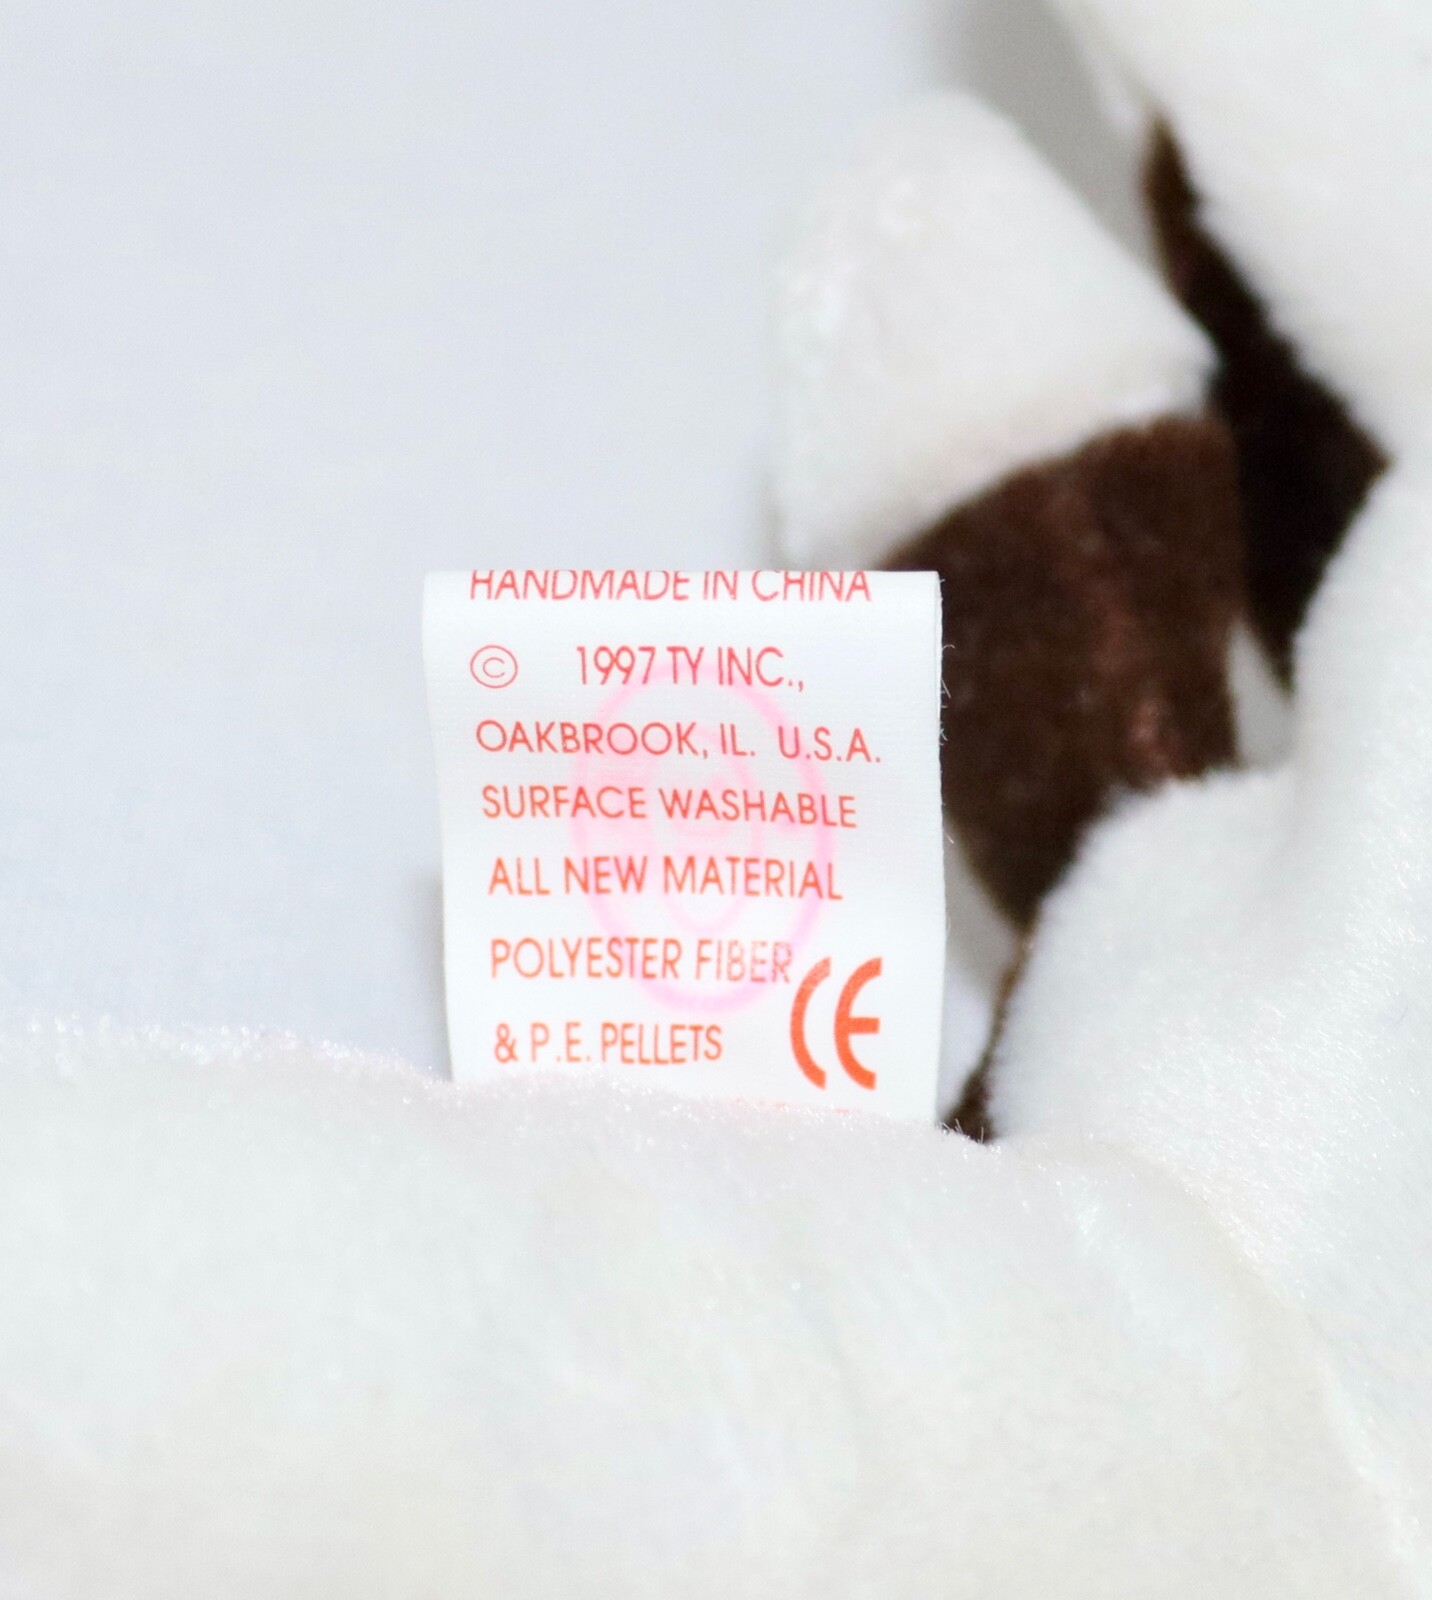 HANDMADE IN CHINA
© 1997 TY INC.,
OAKBROOK, IL. U.S.A.
SURFACE WASHABLE
ALL NEW MATERIAL
POLYESTER FIBER
& P.E. PELLETS CE